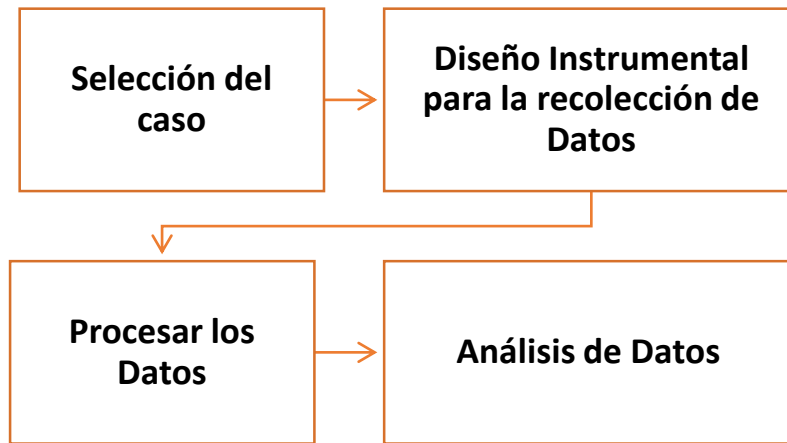 Selección del
caso
Diseño Instrumental
para la recolección de
Datos
Procesar los
Datos
Análisis de Datos